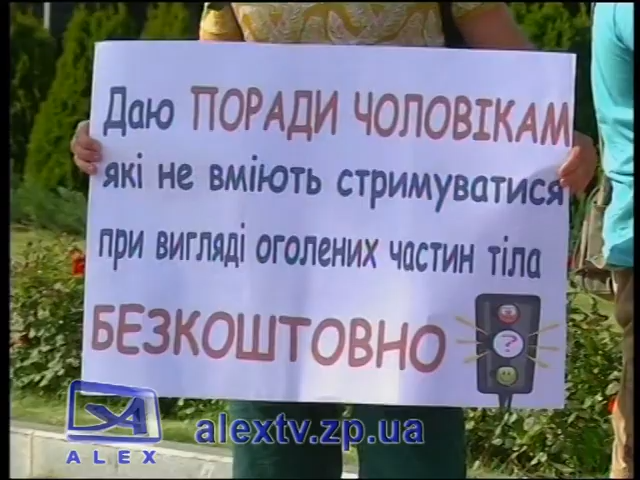 Даю ПОРАДИ ЧОЛОВІКАМ
які не вміють стримуватися
при вигляді оголених частин тіла
БЕЗКОШТОВНО
?
ALEX
alextv.zp.ua